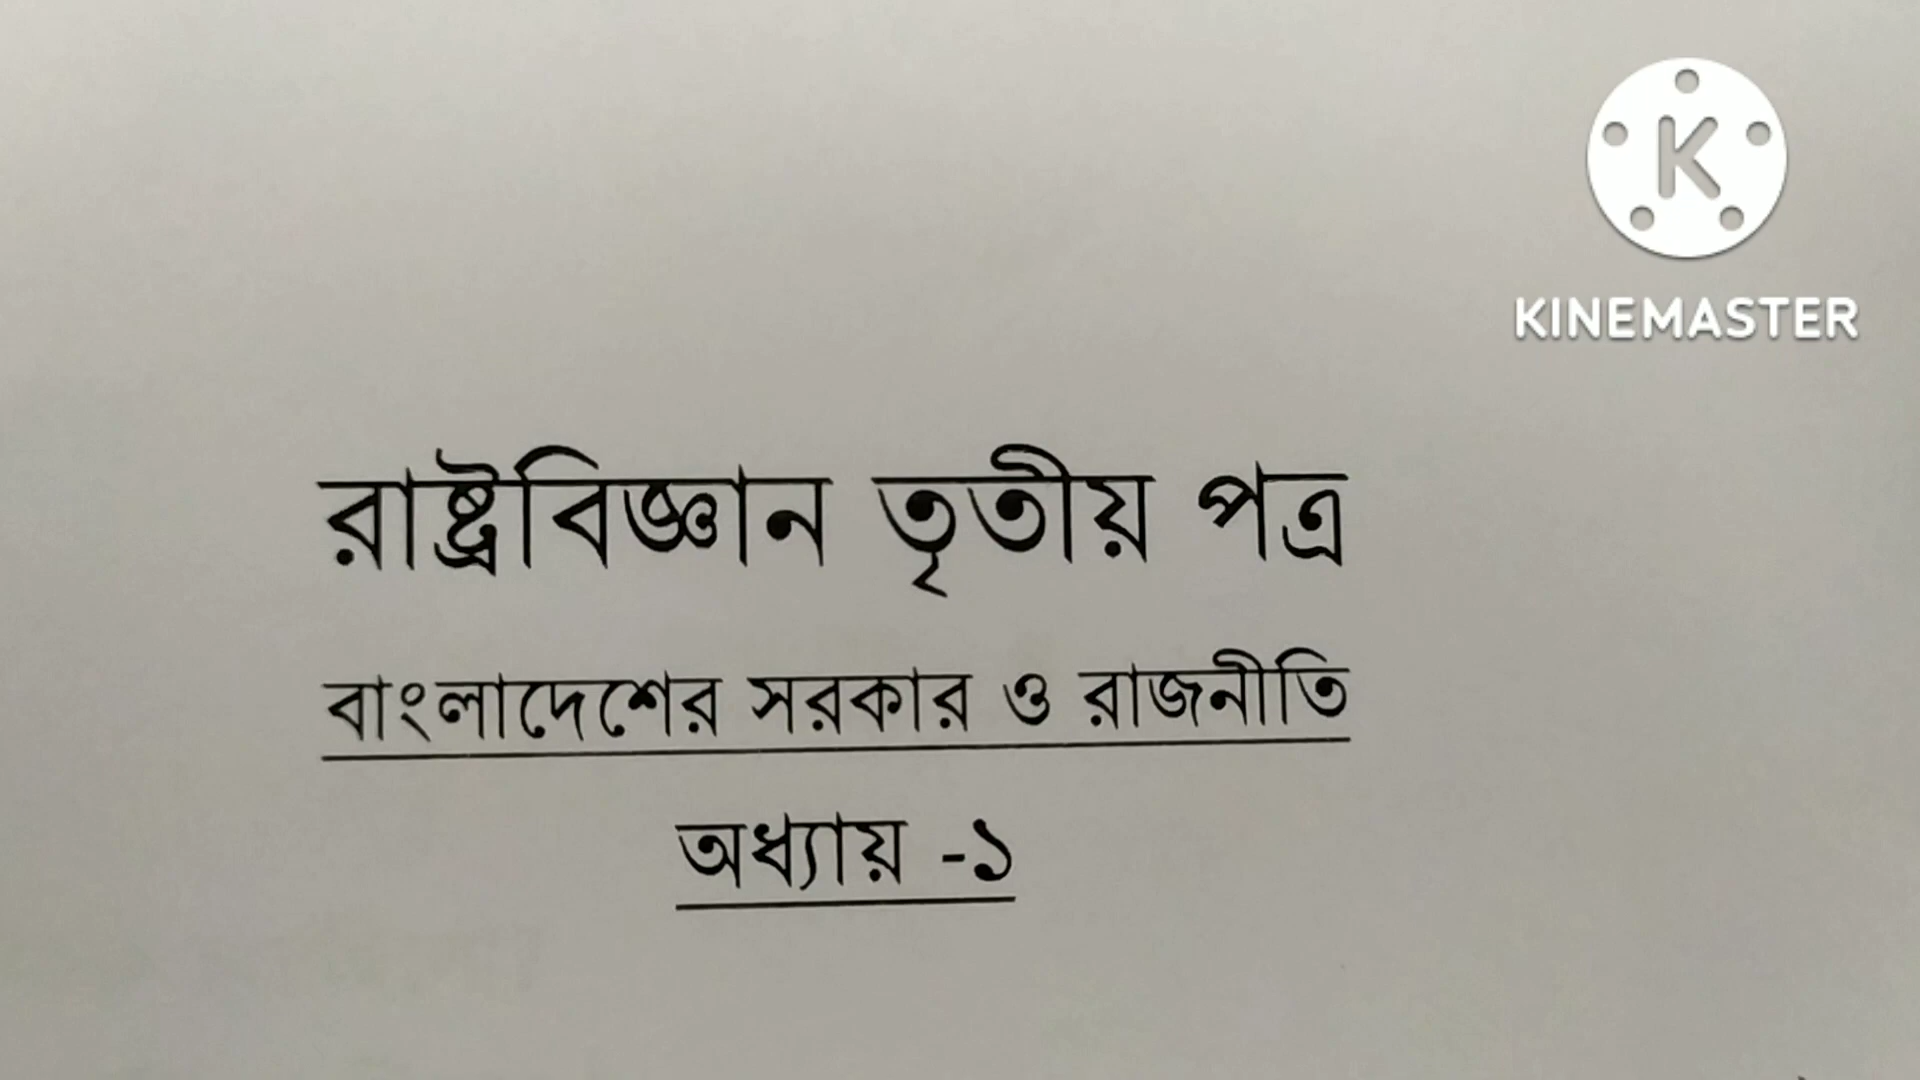 KINEMASTER
রাষ্ট্রবিজ্ঞান তৃতীয় পত্র
বাংলাদেশের সরকার ও রাজনীতি
অধ্যায় -১